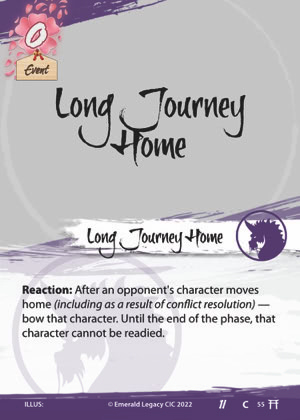 0
Event
Long Journey
Home
Long Journey Home
Reaction: After an opponent's character moves
home (including as a result of conflict resolution) —
bow that character. Until the end of the phase, that
character cannot be readied.
ILLUS:
© Emerald Legacy CIC 2022
C 55